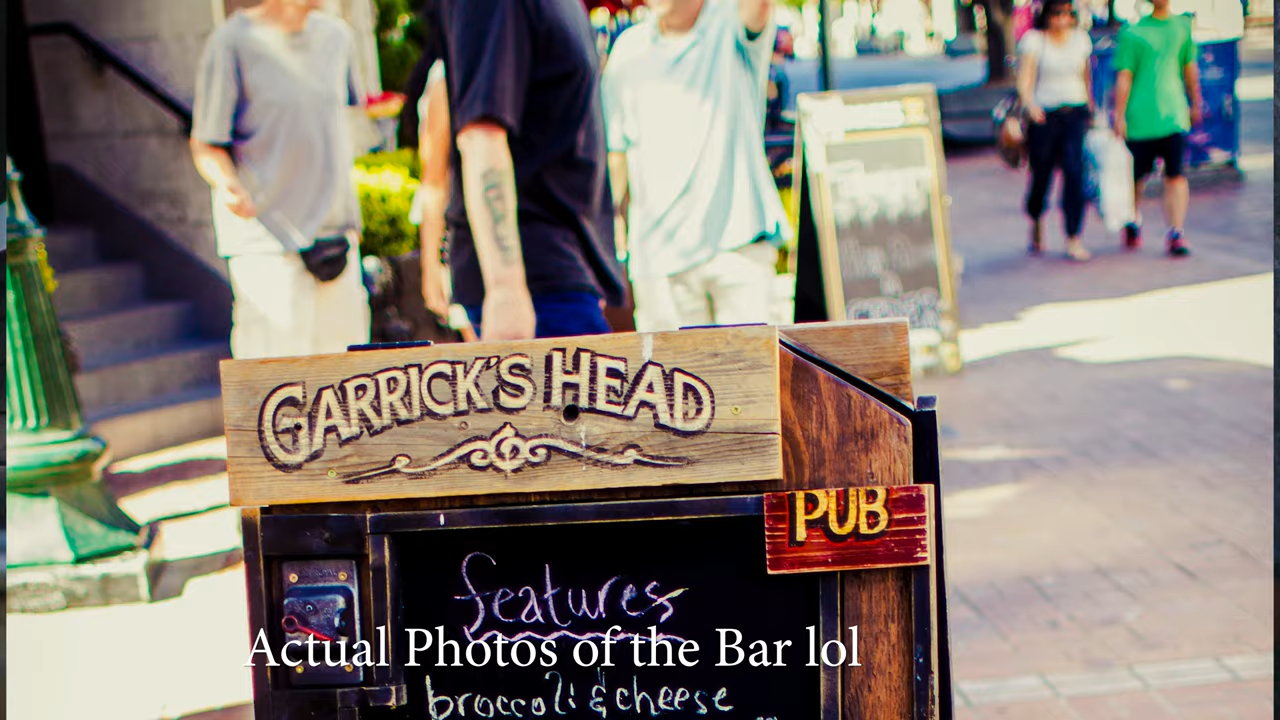 GARRICK'S HEAD
PUB
features
Actual Photos of the Bar lol
broccoli & cheese